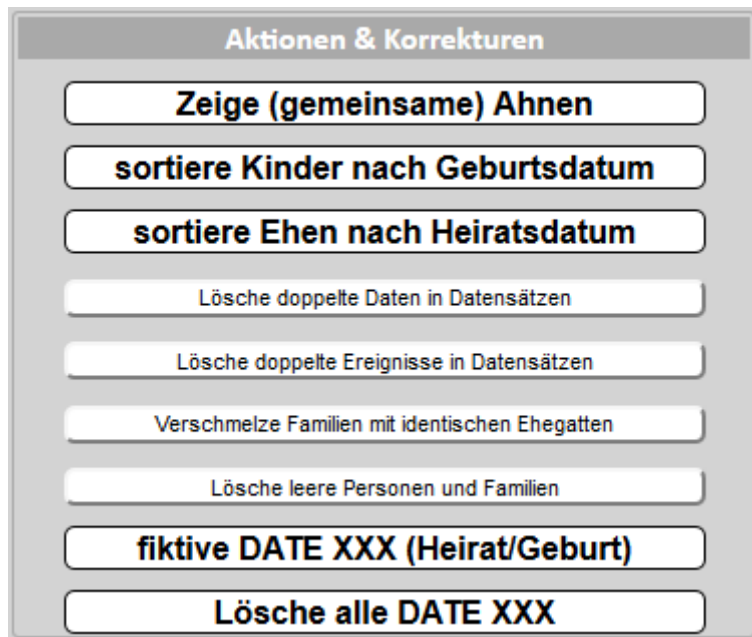 Aktionen & Korrekturen
Zeige (gemeinsame) Ahnen
sortiere Kinder nach Geburtsdatum
sortiere Ehen nach Heiratsdatum
Lösche doppelte Daten in Datensätzen
Lösche doppelte Ereignisse in Datensätzen
Verschmelze Familien mit identischen Ehegatten
Lösche leere Personen und Familien
fiktive DATE XXX (Heirat/Geburt)
Lösche alle DATE XXX